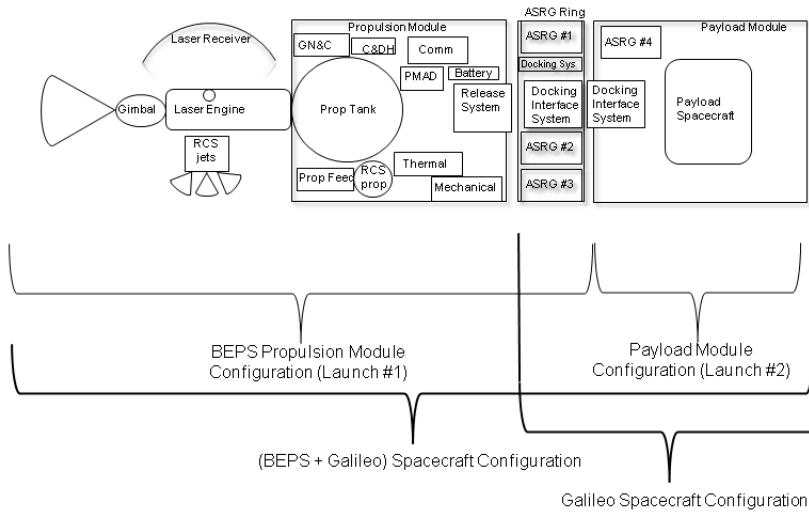 ASRG Ring
Laser Receiver
Propulsion Module
Payload Module
GN&C
C&DH
Comm
ASRG #1
ASRG #4
PMAD
Battery
Docking Sys
Gimbal
Laser Engine
Prop Tank
Release
System
Docking
Interface
System
Docking
Interface
System
Payload
Spacecraft
RCS
jets
Prop Feed
RCS
prop
Thermal
Mechanical
ASRG #2
ASRG #3
BEPS Propulsion Module
Configuration (Launch #1)
Payload Module
Configuration (Launch #2)
(BEPS + Galileo) Spacecraft Configuration
Galileo Spacecraft Configuration